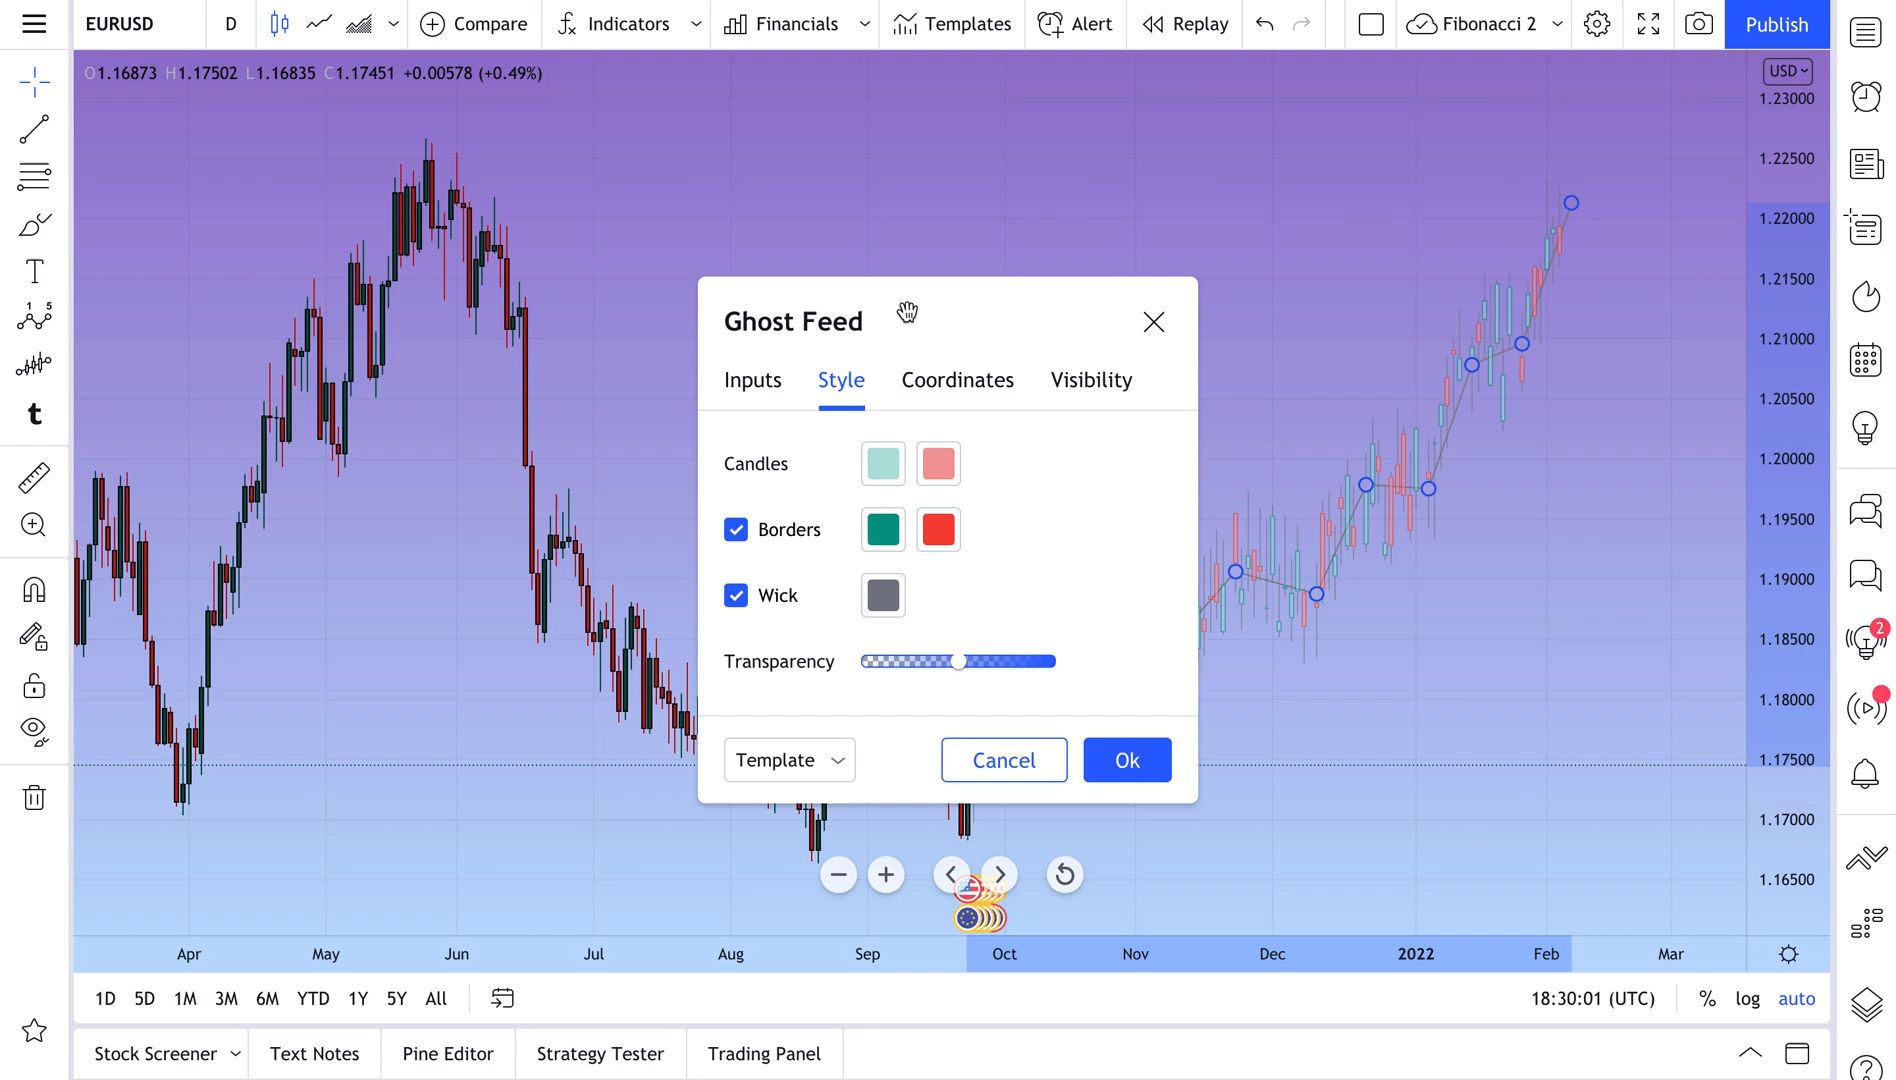 EURUSD D Compare Indicators Financials Templates Alert Replay Fibonacci 2 Publish
O1.16873 H1.17502 L1.16835 C1.17451 +0.00578 (+0.49%)
USD
1.23000
1.22500
1.22000
1.21500
1.21000
1.20500
1.20000
1.19500
1.19000
1.18500
1.18000
1.17500
1.17000
1.16500
T
1 5
t
Ghost Feed
Inputs Style Coordinates Visibility
Candles
Borders
Wick
Transparency
Template Cancel Ok
2
Apr May Jun Jul Aug Sep Oct Nov Dec 2022 Feb Mar
1D 5D 1M 3M 6M YTD 1Y 5Y All 18:30:01 (UTC) % log auto
Stock Screener Text Notes Pine Editor Strategy Tester Trading Panel